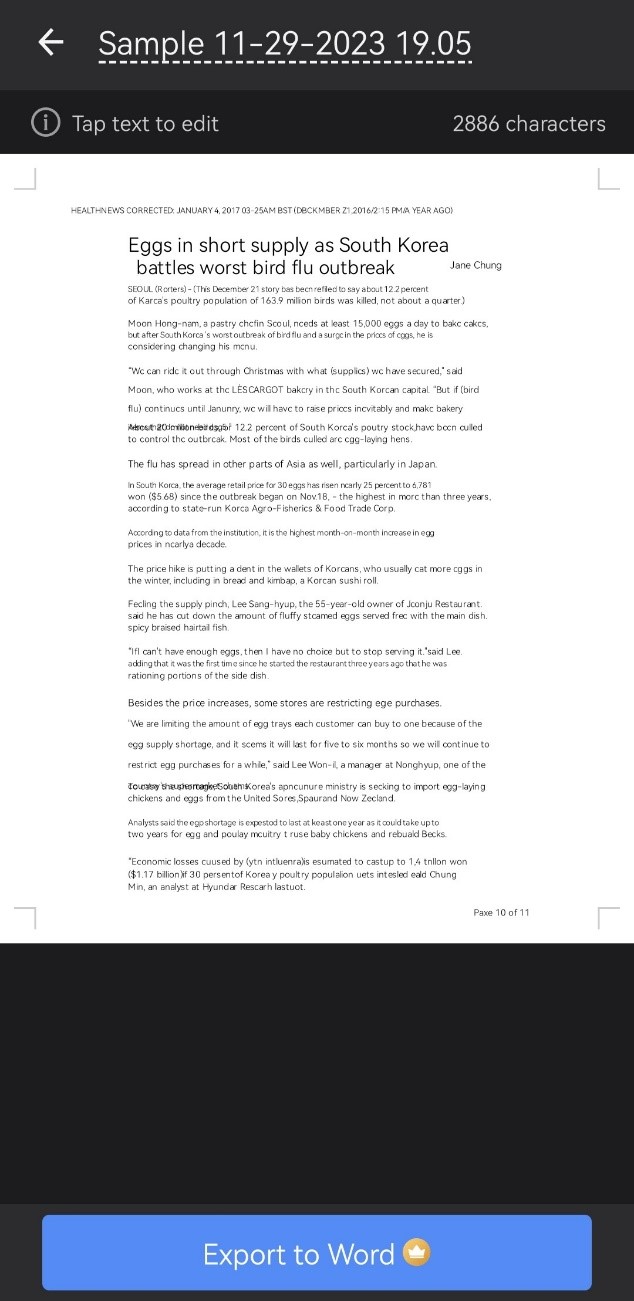 Sample 11-29-2023 19.05
Tap text to edit
2886 characters
HEALTHNEWS CORRECTED: JANUARY 4, 2017 03-25AM BST (DBCKMBER Z1,2016/2:15 PM/A YEAR AGO)
Eggs in short supply as South Korea
battles worst bird flu outbreak
Jane Chung
SEOUL (Rorters) - (This December 21 story bas becn refiled to say about 12.2 percent
of Karca's poultry population of 163.9 million birds was killed, not about a quarter.)
Moon Hong-nam, a pastry chcfin Scoul, nceds at least 15,000 eggs a day to bakc cakcs,
but after South Korca's worst outbreak of bird flu and a surgc in the priccs of cggs, he is
considering changing his mcnu.
"Wc can ridc it out through Christmas with what (supplics) wc have secured," said
Moon, who works at thc LÈSCARGOT bakcry in thc South Korcan capital. "But if (bird
flu) continucs until Janunry, wc will havc to raise priccs incvitably and makc bakery
12.2 percent of South Korca's poutry stock,havc bccn culled
to control thc outbrcak. Most of the birds culled arc cgg-laying hens.
The flu has spread in other parts of Asia as well, particularly in Japan.
In South Korca, the average retail price for 30 eggs has risen ncarly 25 percent to 6,781
won ($5.68) since the outbreak began on Nov.18, - the highest in morc than three years,
according to state-run Korca Agro-Fisherics & Food Trade Corp.
According to data from the institution, it is the highest month-on-month increase in egg
prices in ncarlya decade.
The price hike is putting a dent in the wallets of Korcans, who usually cat more cggs in
the winter, including in bread and kimbap, a Korcan sushi roll.
Fecling the supply pinch, Lee Sang-hyup, the 55-year-old owner of Jconju Restaurant.
said he has cut down the amount of fluffy stcamed eggs served frec with the main dish.
spicy braised hairtail fish.
"IfI can't have enough eggs, then I have no choice but to stop serving it."said Lee.
adding that it was the first time since he started the restaurant three years ago that he was
rationing portions of the side dish.
Besides the price increases, some stores are restricting ege purchases.
"We are limiting the amount of egg trays each customer can buy to one because of the
egg supply shortage, and it scems it will last for five to six months so we will continue to
restrict egg purchases for a while," said Lee Won-il, a manager at Nonghyup, one of the
Korea's apncunure ministry is secking to import egg-laying
chickens and eggs from the United Sores,Spaurand Now Zecland.
Analysts said the egp shortage is expestod to last at keast one year as it could take up to
two years for egg and poulay mcuitry t ruse baby chickens and rebuald Becks.
"Economic losses cuused by (ytn intluenra)is esumated to castup to 1,4 tnllon won
($1.17 billion)if 30 persentof Korea y poultry populalion uets intesled eald Chung
Min, an analyst at Hyundar Rescarh lastuot.
Paxe 10 of 11
Export to Word